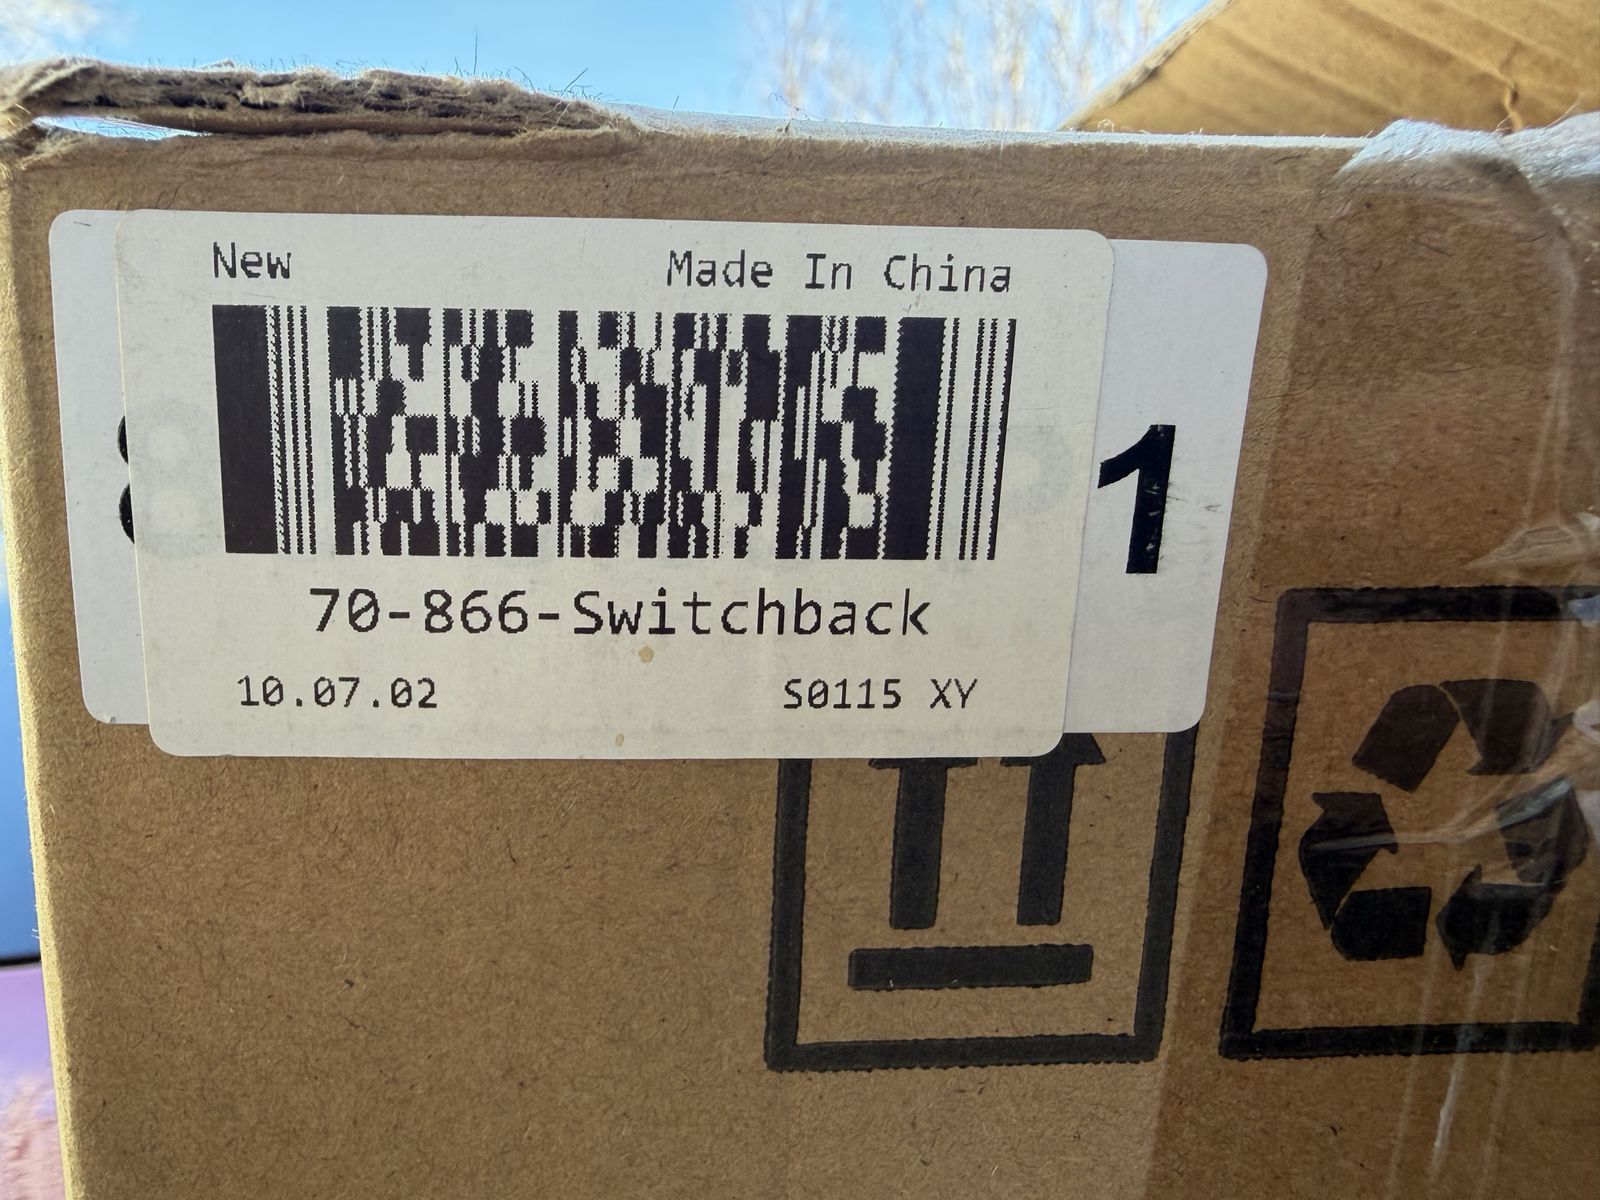 New Made In China
1
70-866-Switchback
10.07.02 S0115 XY